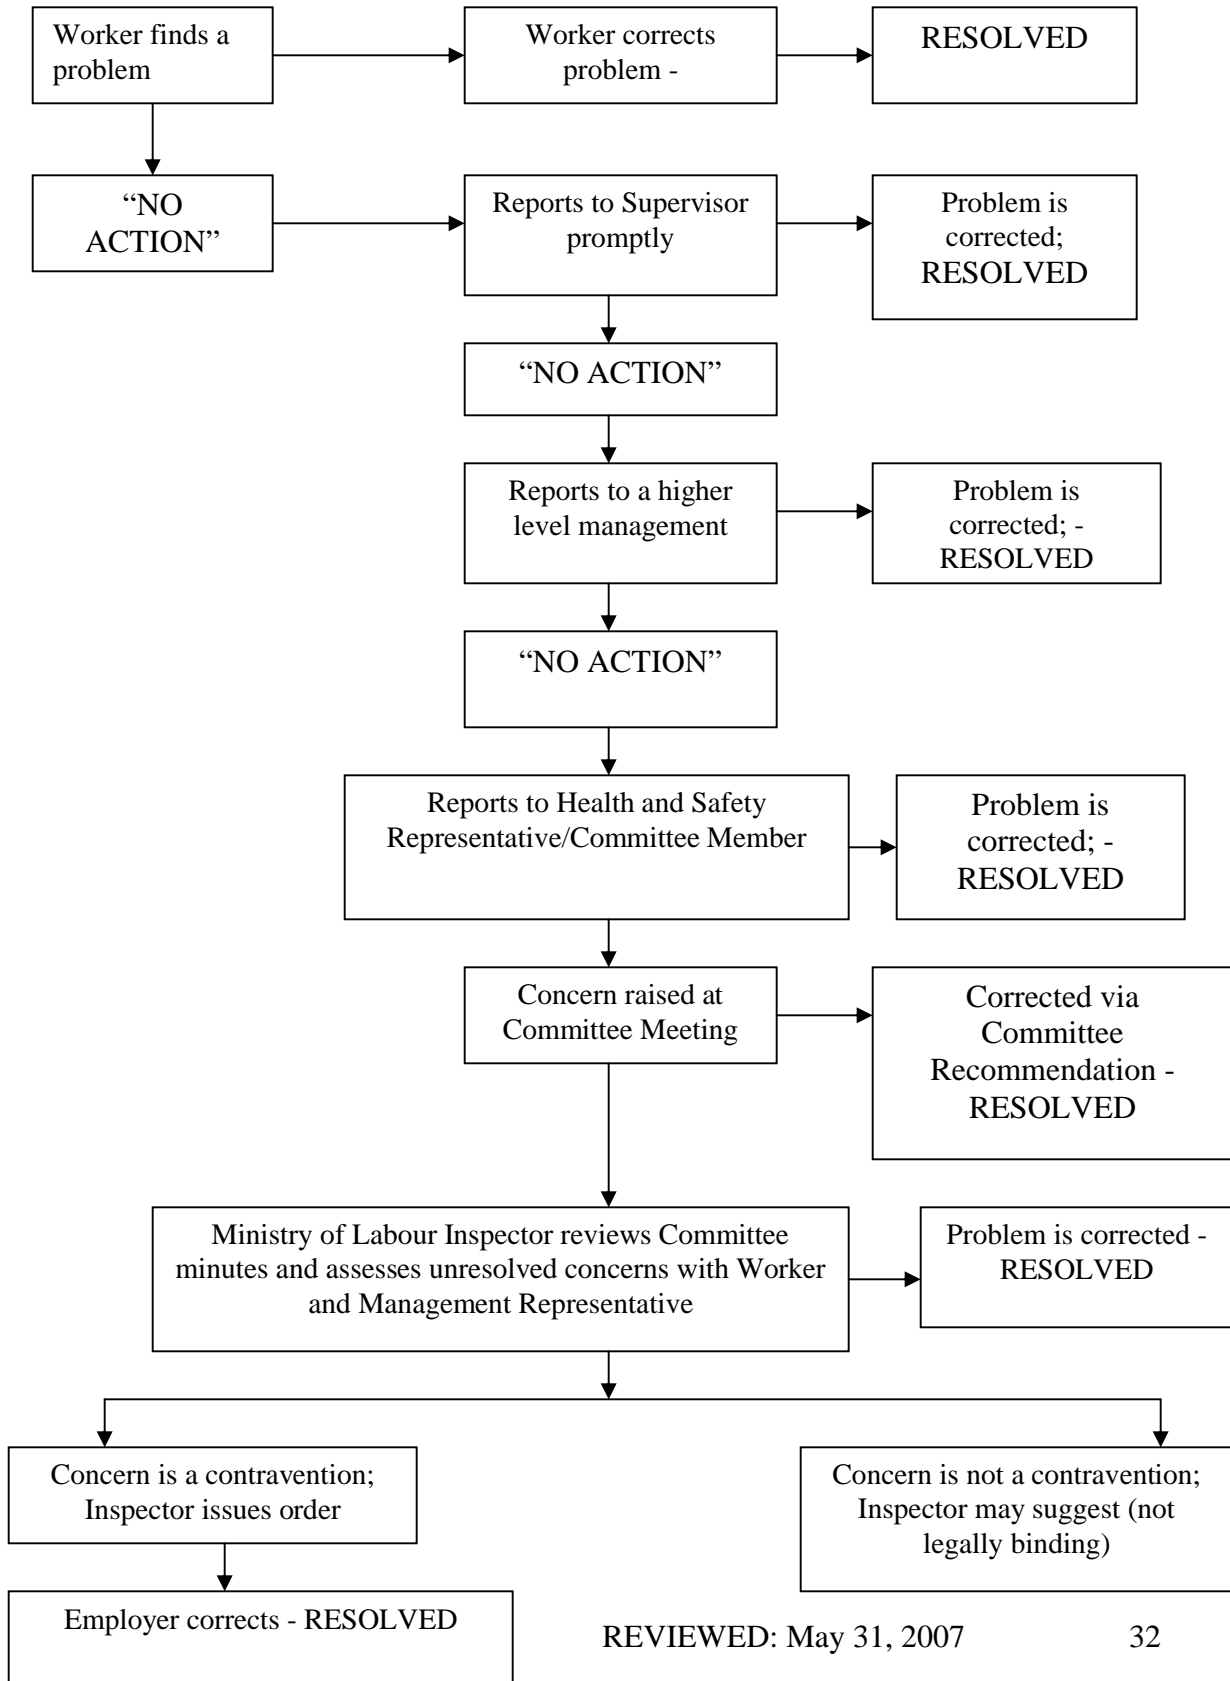 Worker finds a
problem
Worker corrects
problem -
RESOLVED
“NO
ACTION”
Reports to Supervisor
promptly
Problem is
corrected;
RESOLVED
“NO ACTION”
Reports to a higher
level management
Problem is
corrected; -
RESOLVED
“NO ACTION”
Reports to Health and Safety
Representative/Committee Member
Problem is
corrected; -
RESOLVED
Concern raised at
Committee Meeting
Corrected via
Committee
Recommendation -
RESOLVED
Ministry of Labour Inspector reviews Committee
minutes and assesses unresolved concerns with Worker
and Management Representative
Problem is corrected -
RESOLVED
Concern is a contravention;
Inspector issues order
Concern is not a contravention;
Inspector may suggest (not
legally binding)
Employer corrects - RESOLVED
REVIEWED: May 31, 2007 32